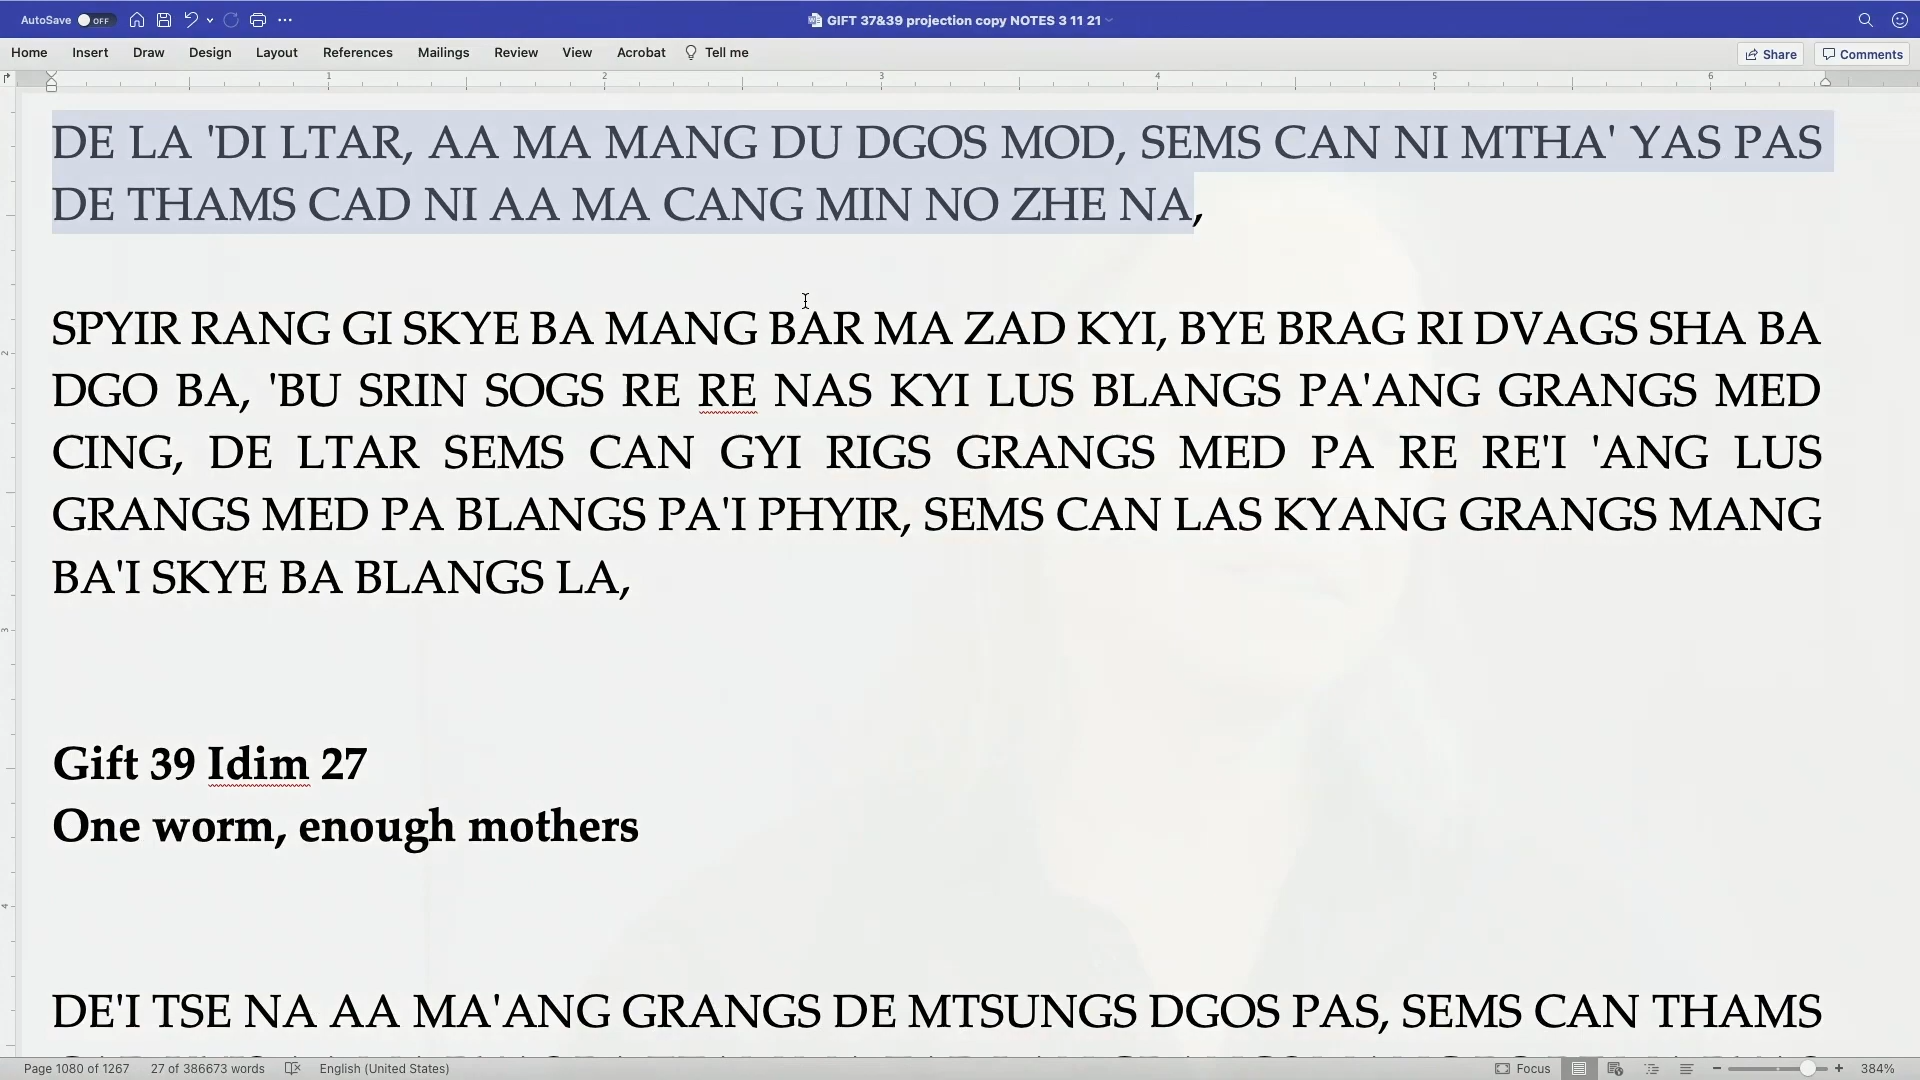 AutoSave OFF
GIFT 37&39 projection copy NOTES 3 11 21
Home Insert Draw Design Layout References Mailings Review View Acrobat Tell me Share Comments
1 2 3 4 5 6
DE LA 'DI LTAR, AA MA MANG DU DGOS MOD, SEMS CAN NI MTHA' YAS PAS
DE THAMS CAD NI AA MA CANG MIN NO ZHE NA,
SPYIR RANG GI SKYE BA MANG BAR MA ZAD KYI, BYE BRAG RI DVAGS SHA BA
DGO BA, 'BU SRIN SOGS RE RE NAS KYI LUS BLANGS PA'ANG GRANGS MED
CING, DE LTAR SEMS CAN GYI RIGS GRANGS MED PA RE RE'I 'ANG LUS
GRANGS MED PA BLANGS PA'I PHYIR, SEMS CAN LAS KYANG GRANGS MANG
BA'I SKYE BA BLANGS LA,
Gift 39 Idim 27
One worm, enough mothers
DE'I TSE NA AA MA'ANG GRANGS DE MTSUNGS DGOS PAS, SEMS CAN THAMS
Page 1080 of 1267 27 of 386673 words English (United States) Focus 384%